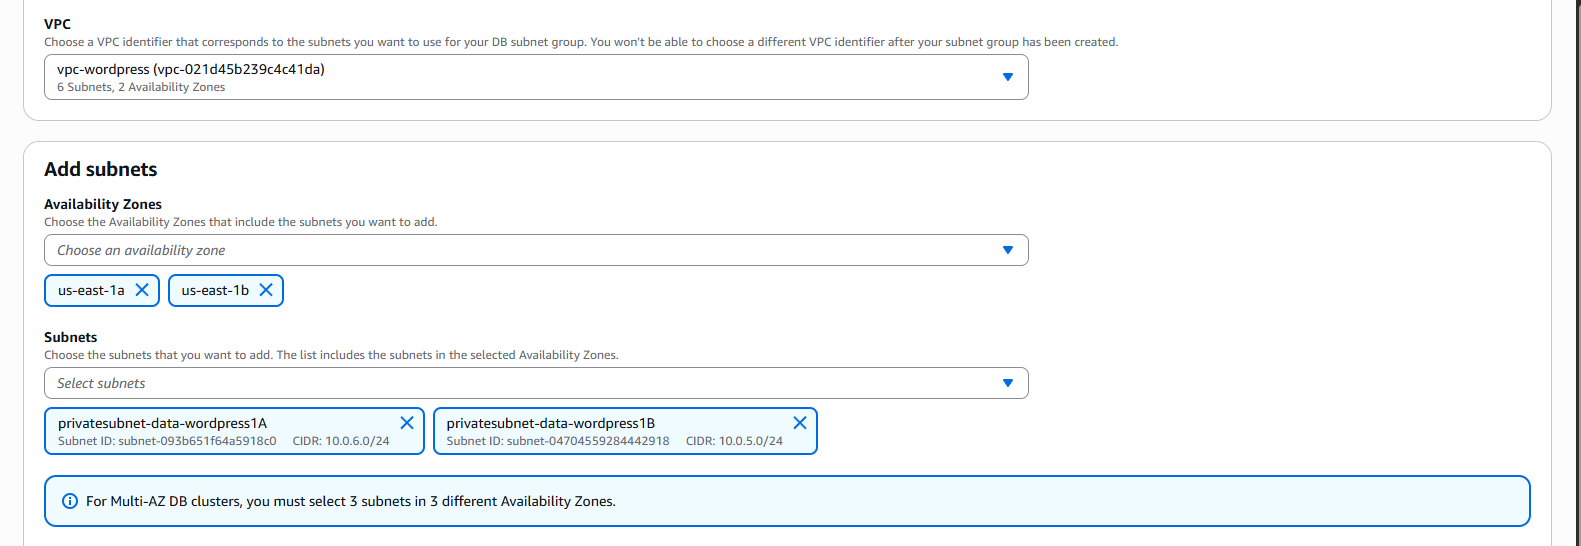 VPC
Choose a VPC identifier that corresponds to the subnets you want to use for your DB subnet group. You won't be able to choose a different VPC identifier after your subnet group has been created.
vpc-wordpress (vpc-021d45b239c4c41da)
6 Subnets, 2 Availability Zones
Add subnets
Availability Zones
Choose the Availability Zones that include the subnets you want to add.
Choose an availability zone
us-east-1a us-east-1b
Subnets
Choose the subnets that you want to add. The list includes the subnets in the selected Availability Zones.
Select subnets
privatesubnet-data-wordpress1A privatesubnet-data-wordpress1B
Subnet ID: subnet-093b651f64a5918c0 CIDR: 10.0.6.0/24 Subnet ID: subnet-04704559284442918 CIDR: 10.0.5.0/24
For Multi-AZ DB clusters, you must select 3 subnets in 3 different Availability Zones.